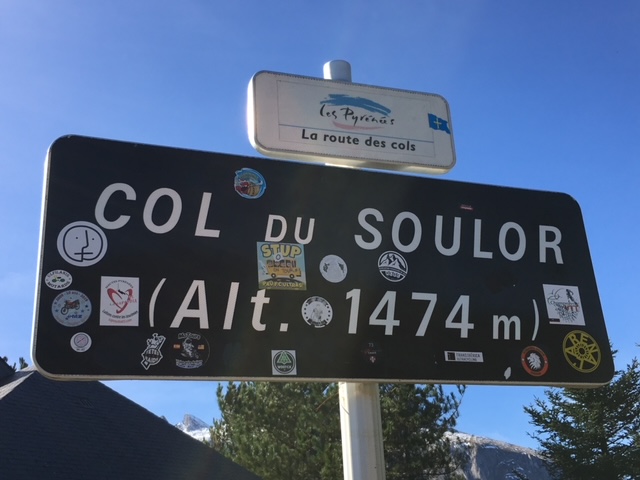 les Pyrénées
La route des cols
COL DU SOULOR
(Alt. 1474 m)